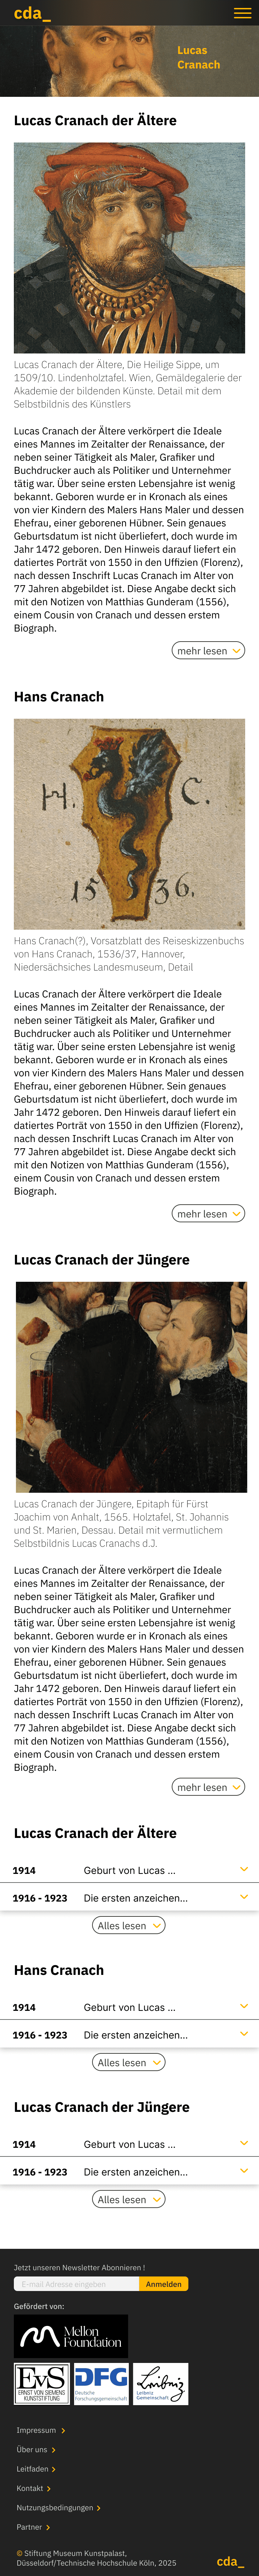 cda_
Lucas
Cranach
Lucas Cranach der Ältere
Lucas Cranach der Ältere, Die Heilige Sippe, um
1509/10. Lindenholztafel. Wien, Gemäldegalerie der
Akademie der bildenden Künste. Detail mit dem
Selbstbildnis des Künstlers
Lucas Cranach der Ältere verkörpert die Ideale
eines Mannes im Zeitalter der Renaissance, der
neben seiner Tätigkeit als Maler, Grafiker und
Buchdrucker auch als Politiker und Unternehmer
tätig war. Über seine ersten Lebensjahre ist wenig
bekannt. Geboren wurde er in Kronach als eines
von vier Kindern des Malers Hans Maler und dessen
Ehefrau, einer geborenen Hübner. Sein genaues
Geburtsdatum ist nicht überliefert, doch wurde im
Jahr 1472 geboren. Den Hinweis darauf liefert ein
datiertes Porträt von 1550 in den Uffizien (Florenz),
nach dessen Inschrift Lucas Cranach im Alter von
77 Jahren abgebildet ist. Diese Angabe deckt sich
mit den Notizen von Matthias Gunderam (1556),
einem Cousin von Cranach und dessen erstem
Biograph.
mehr lesen
Hans Cranach
H. C.
1536.
Hans Cranach(?), Vorsatzblatt des Reiseskizzenbuchs
von Hans Cranach, 1536/37, Hannover,
Niedersächsiches Landesmuseum, Detail
Lucas Cranach der Ältere verkörpert die Ideale
eines Mannes im Zeitalter der Renaissance, der
neben seiner Tätigkeit als Maler, Grafiker und
Buchdrucker auch als Politiker und Unternehmer
tätig war. Über seine ersten Lebensjahre ist wenig
bekannt. Geboren wurde er in Kronach als eines
von vier Kindern des Malers Hans Maler und dessen
Ehefrau, einer geborenen Hübner. Sein genaues
Geburtsdatum ist nicht überliefert, doch wurde im
Jahr 1472 geboren. Den Hinweis darauf liefert ein
datiertes Porträt von 1550 in den Uffizien (Florenz),
nach dessen Inschrift Lucas Cranach im Alter von
77 Jahren abgebildet ist. Diese Angabe deckt sich
mit den Notizen von Matthias Gunderam (1556),
einem Cousin von Cranach und dessen erstem
Biograph.
mehr lesen
Lucas Cranach der Jüngere
Lucas Cranach der Jüngere, Epitaph für Fürst
Joachim von Anhalt, 1565. Holztafel, St. Johannis
und St. Marien, Dessau. Detail mit vermutlichem
Selbstbildnis Lucas Cranachs d.J.
Lucas Cranach der Ältere verkörpert die Ideale
eines Mannes im Zeitalter der Renaissance, der
neben seiner Tätigkeit als Maler, Grafiker und
Buchdrucker auch als Politiker und Unternehmer
tätig war. Über seine ersten Lebensjahre ist wenig
bekannt. Geboren wurde er in Kronach als eines
von vier Kindern des Malers Hans Maler und dessen
Ehefrau, einer geborenen Hübner. Sein genaues
Geburtsdatum ist nicht überliefert, doch wurde im
Jahr 1472 geboren. Den Hinweis darauf liefert ein
datiertes Porträt von 1550 in den Uffizien (Florenz),
nach dessen Inschrift Lucas Cranach im Alter von
77 Jahren abgebildet ist. Diese Angabe deckt sich
mit den Notizen von Matthias Gunderam (1556),
einem Cousin von Cranach und dessen erstem
Biograph.
mehr lesen
Lucas Cranach der Ältere
1914 Geburt von Lucas ...
1916 - 1923 Die ersten anzeichen...
Alles lesen
Hans Cranach
1914 Geburt von Lucas ...
1916 - 1923 Die ersten anzeichen...
Alles lesen
Lucas Cranach der Jüngere
1914 Geburt von Lucas ...
1916 - 1923 Die ersten anzeichen...
Alles lesen
Jetzt unseren Newsletter Abonnieren !
E-mail Adresse eingeben Anmelden
Gefördert von:
Mellon
Foundation
EvS
ERNST VON SIEMENS
KUNSTSTIFTUNG
DFG
Deutsche
Forschungsgemeinschaft
Leibniz
Leibniz
Gemeinschaft
Impressum
Über uns
Leitfaden
Kontakt
Nutzungsbedingungen
Partner
© Stiftung Museum Kunstpalast,
Düsseldorf/Technische Hochschule Köln, 2025
cda_